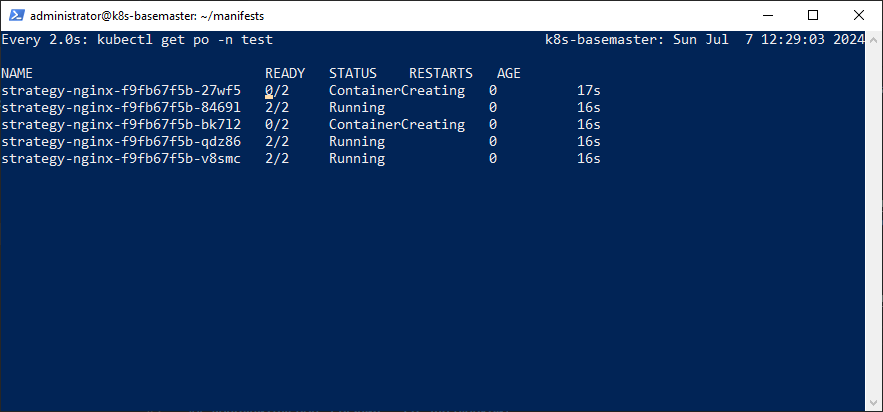 administrator@k8s-basemaster: ~/manifests
Every 2.0s: kubectl get po -n test k8s-basemaster: Sun Jul  7 12:29:03 2024
NAME READY STATUS RESTARTS AGE
strategy-nginx-f9fb67f5b-27wf5 0/2 ContainerCreating 0 17s
strategy-nginx-f9fb67f5b-8469l 2/2 Running 0 16s
strategy-nginx-f9fb67f5b-bk7l2 0/2 ContainerCreating 0 16s
strategy-nginx-f9fb67f5b-qdz86 2/2 Running 0 16s
strategy-nginx-f9fb67f5b-v8smc 2/2 Running 0 16s